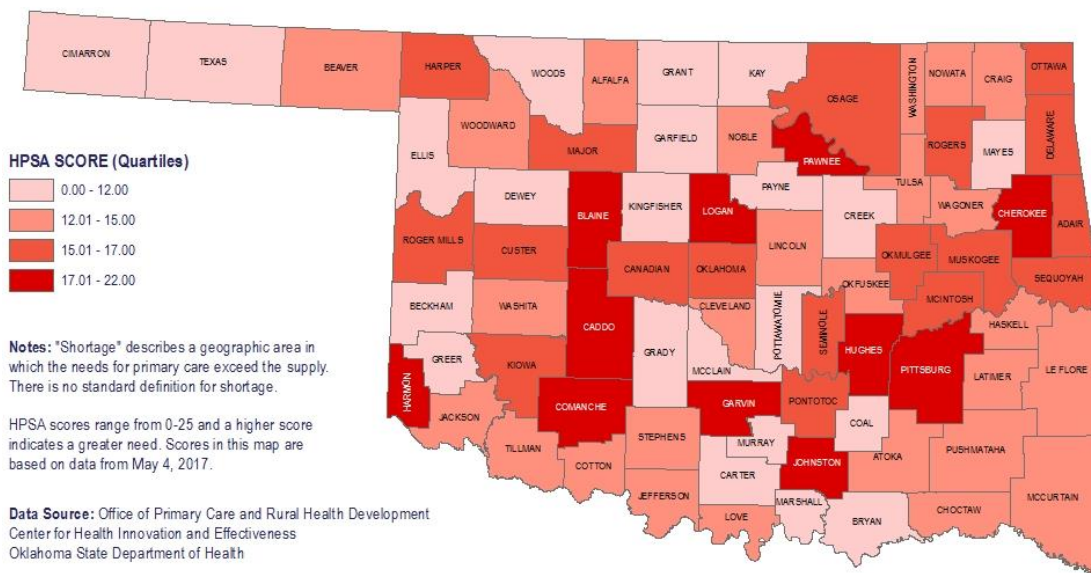 CIMARRON
TEXAS
BEAVER
HARPER
WOODS
ALFALFA
GRANT
KAY
OSAGE
WASHINGTON
NOWATA
CRAIG
OTTAWA
ELLIS
WOODWARD
MAJOR
GARFIELD
NOBLE
PAWNEE
ROGERS
MAYES
DELAWARE
HPSA SCORE (Quartiles)
0.00 - 12.00
12.01 - 15.00
15.01 - 17.00
17.01 - 22.00
DEWEY
BLAINE
KINGFISHER
LOGAN
PAYNE
CREEK
TULSA
WAGONER
CHEROKEE
ADAIR
ROGER MILLS
CUSTER
CANADIAN
OKLAHOMA
LINCOLN
OKMULGEE
MUSKOGEE
SEQUOYAH
BECKHAM
WASHITA
CADDO
GRADY
CLEVELAND
POTTAWATOMIE
SEMINOLE
OKFUSKEE
MCINTOSH
HASKELL
Notes: "Shortage" describes a geographic area in
which the needs for primary care exceed the supply.
There is no standard definition for shortage.
HARMON
GREER
KIOWA
MCCLAIN
HUGHES
PITTSBURG
LATIMER
LE FLORE
HPSA scores range from 0-25 and a higher score
indicates a greater need. Scores in this map are
based on data from May 4, 2017.
JACKSON
COMANCHE
GARVIN
PONTOTOC
TILLMAN
COTTON
STEPHENS
MURRAY
JOHNSTON
COAL
ATOKA
PUSHMATAHA
JEFFERSON
CARTER
LOVE
MARSHALL
BRYAN
CHOCTAW
MCCURTAIN
Data Source: Office of Primary Care and Rural Health Development
Center for Health Innovation and Effectiveness
Oklahoma State Department of Health